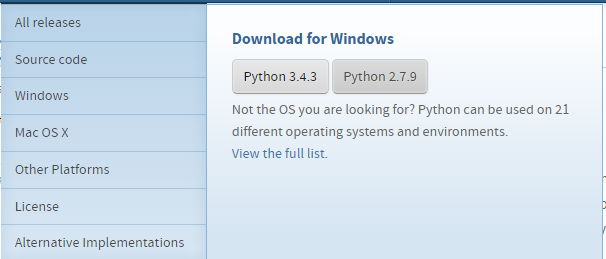 All releases
Source code
Windows
Mac OS X
Other Platforms
License
Alternative Implementations
Download for Windows
Python 3.4.3 Python 2.7.9
Not the OS you are looking for? Python can be used on 21
different operating systems and environments.
View the full list.